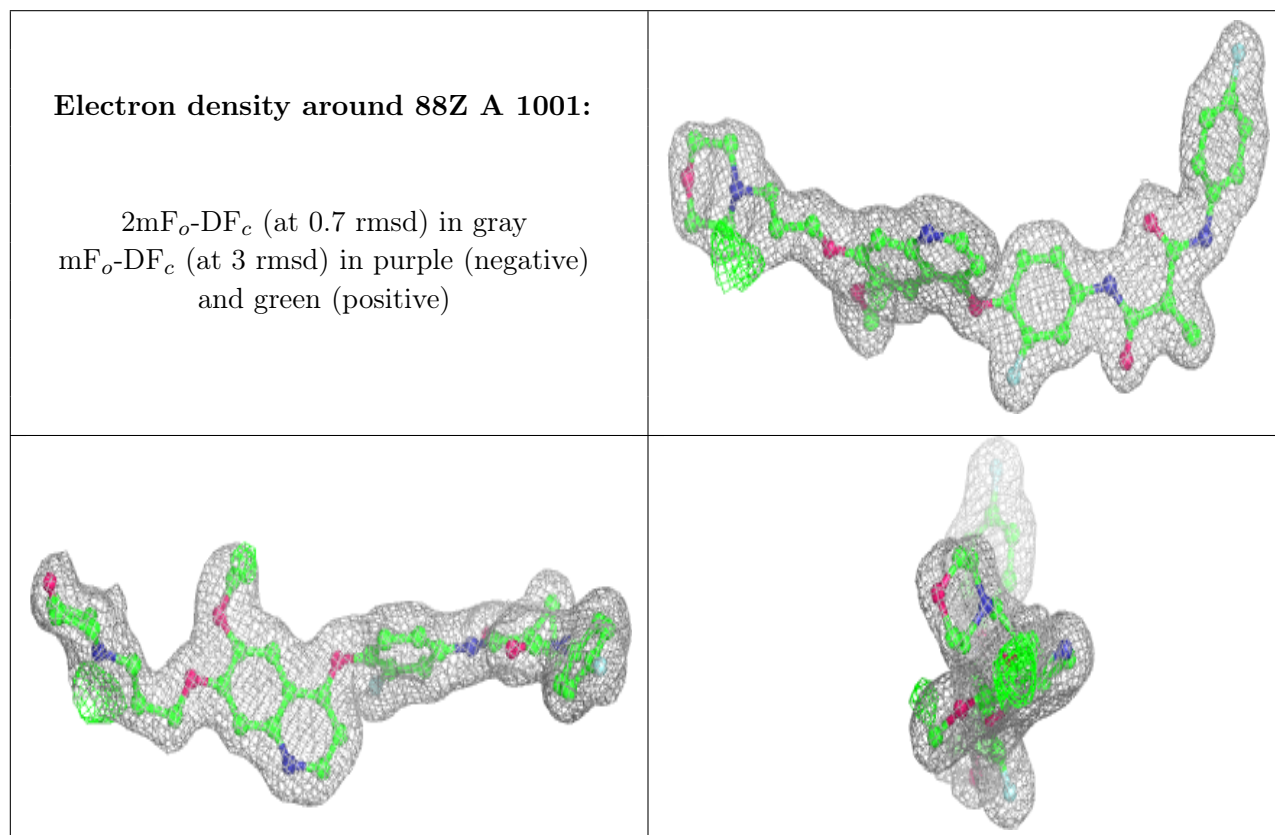 Electron density around 88Z A 1001:
2mFo-DFc (at 0.7 rmsd) in gray
mFo-DFc (at 3 rmsd) in purple (negative)
and green (positive)